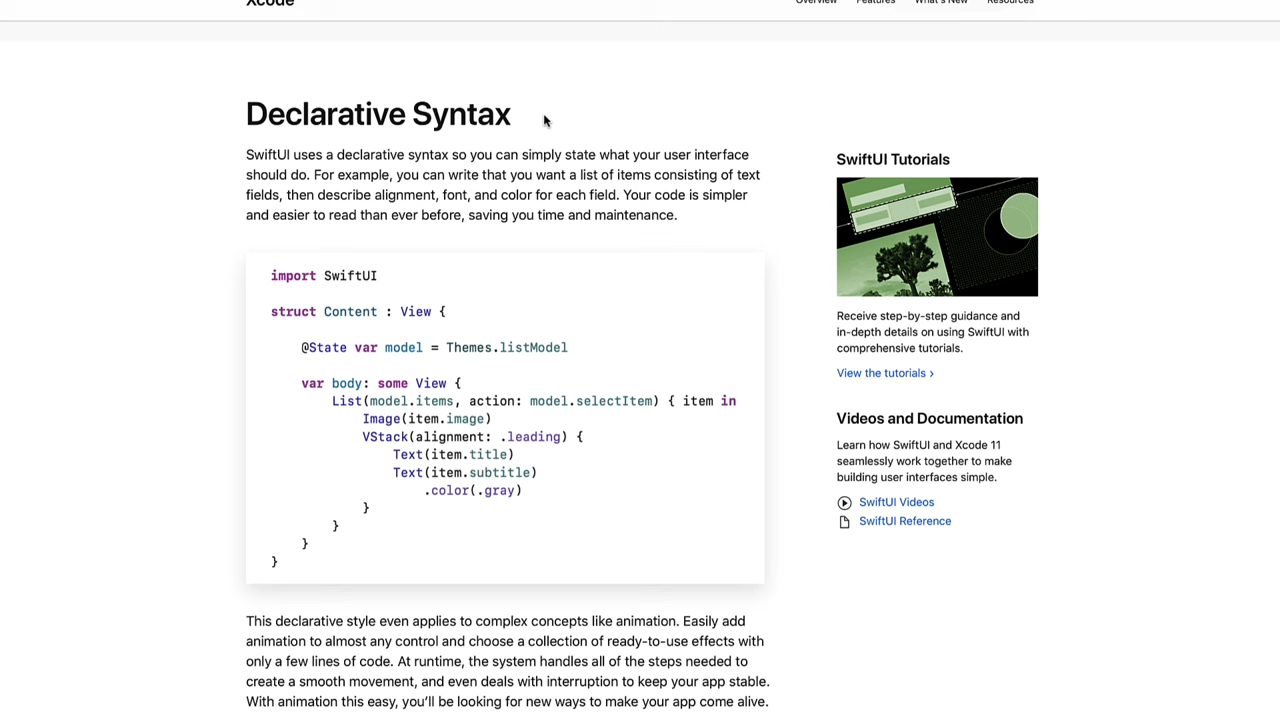 Xcode
Overview Features What's New Resources
Declarative Syntax
SwiftUI uses a declarative syntax so you can simply state what your user interface
should do. For example, you can write that you want a list of items consisting of text
fields, then describe alignment, font, and color for each field. Your code is simpler
and easier to read than ever before, saving you time and maintenance.
import SwiftUI
struct Content : View {
@State var model = Themes.listModel
var body: some View {
List(model.items, action: model.selectItem) { item in
Image(item.image)
VStack(alignment: .leading) {
Text(item.title)
Text(item.subtitle)
.color(.gray)
}
}
}
}
This declarative style even applies to complex concepts like animation. Easily add
animation to almost any control and choose a collection of ready-to-use effects with
only a few lines of code. At runtime, the system handles all of the steps needed to
create a smooth movement, and even deals with interruption to keep your app stable.
With animation this easy, you'll be looking for new ways to make your app come alive.
SwiftUI Tutorials
Receive step-by-step guidance and
in-depth details on using SwiftUI with
comprehensive tutorials.
View the tutorials ›
Videos and Documentation
Learn how SwiftUI and Xcode 11
seamlessly work together to make
building user interfaces simple.
SwiftUI Videos
SwiftUI Reference